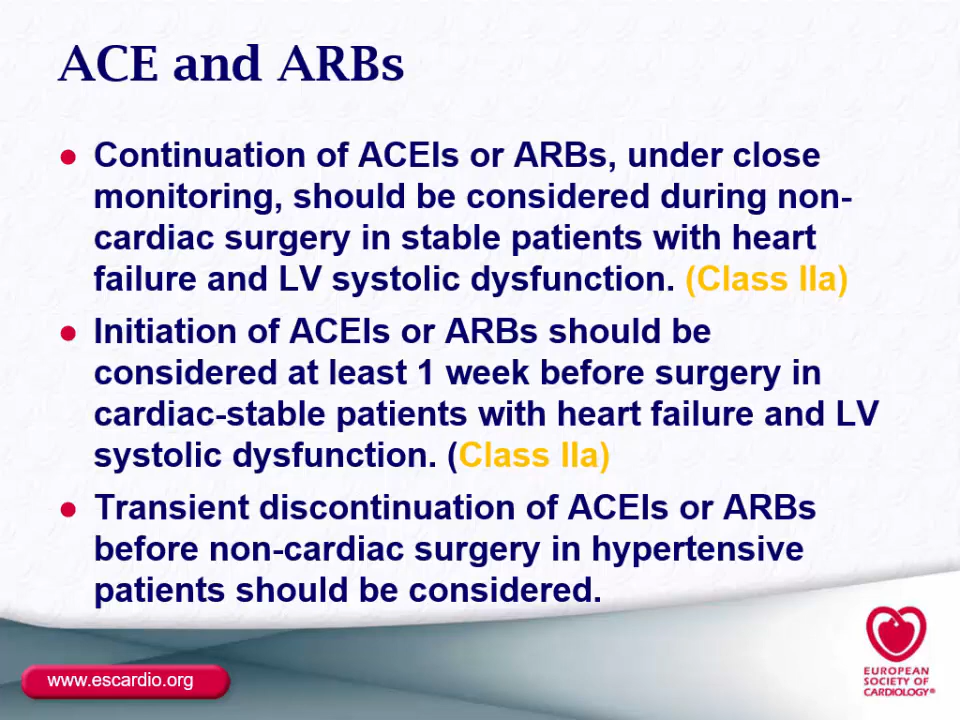 ACE and ARBs
● Continuation of ACEIs or ARBs, under close
monitoring, should be considered during non-
cardiac surgery in stable patients with heart
failure and LV systolic dysfunction. (Class IIa)
● Initiation of ACEIs or ARBs should be
considered at least 1 week before surgery in
cardiac-stable patients with heart failure and LV
systolic dysfunction. (Class IIa)
● Transient discontinuation of ACEIs or ARBs
before non-cardiac surgery in hypertensive
patients should be considered.
www.escardio.org
EUROPEAN
SOCIETY OF
CARDIOLOGY®